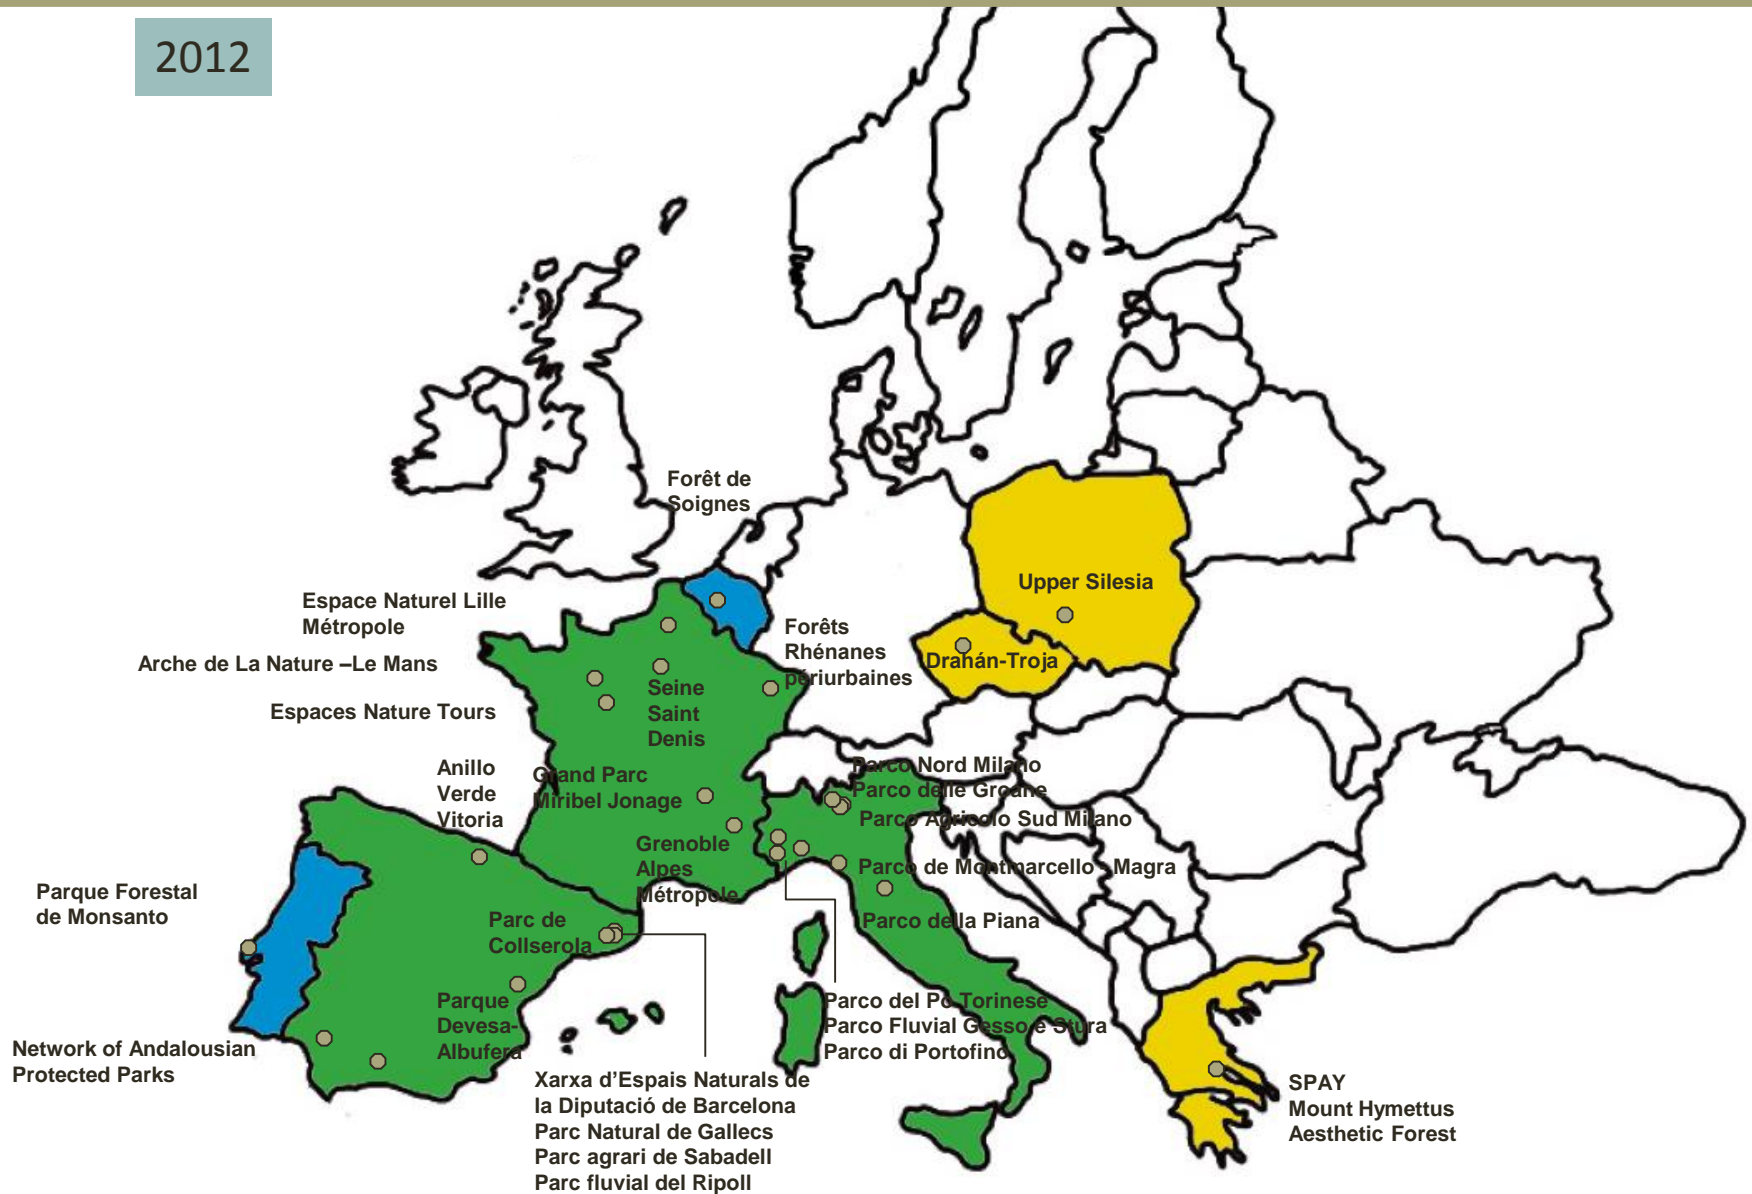 2012
Forêt de
Soignes
Espace Naturel Lille
Métropole
Upper Silesia
Forêts
Rhénanes
périurbaines
Drahán-Troja
Arche de La Nature –Le Mans
Seine
Saint
Denis
Espaces Nature Tours
Anillo
Verde
Vitoria
Grand Parc
Miribel Jonage
Parco Nord Milano
Parco delle Groane
Parco Agricolo Sud Milano
Grenoble
Alpes
Métropole
Parco de Montmarcello - Magra
Parque Forestal
de Monsanto
Parc de
Collserola
Parco della Piana
Parque
Devesa-
Albufera
Parco del Po Torinese
Parco Fluvial Gesso e Stura
Parco di Portofino
Network of Andalousian
Protected Parks
Xarxa d’Espais Naturals de
la Diputació de Barcelona
Parc Natural de Gallecs
Parc agrari de Sabadell
Parc fluvial del Ripoll
SPAY
Mount Hymettus
Aesthetic Forest